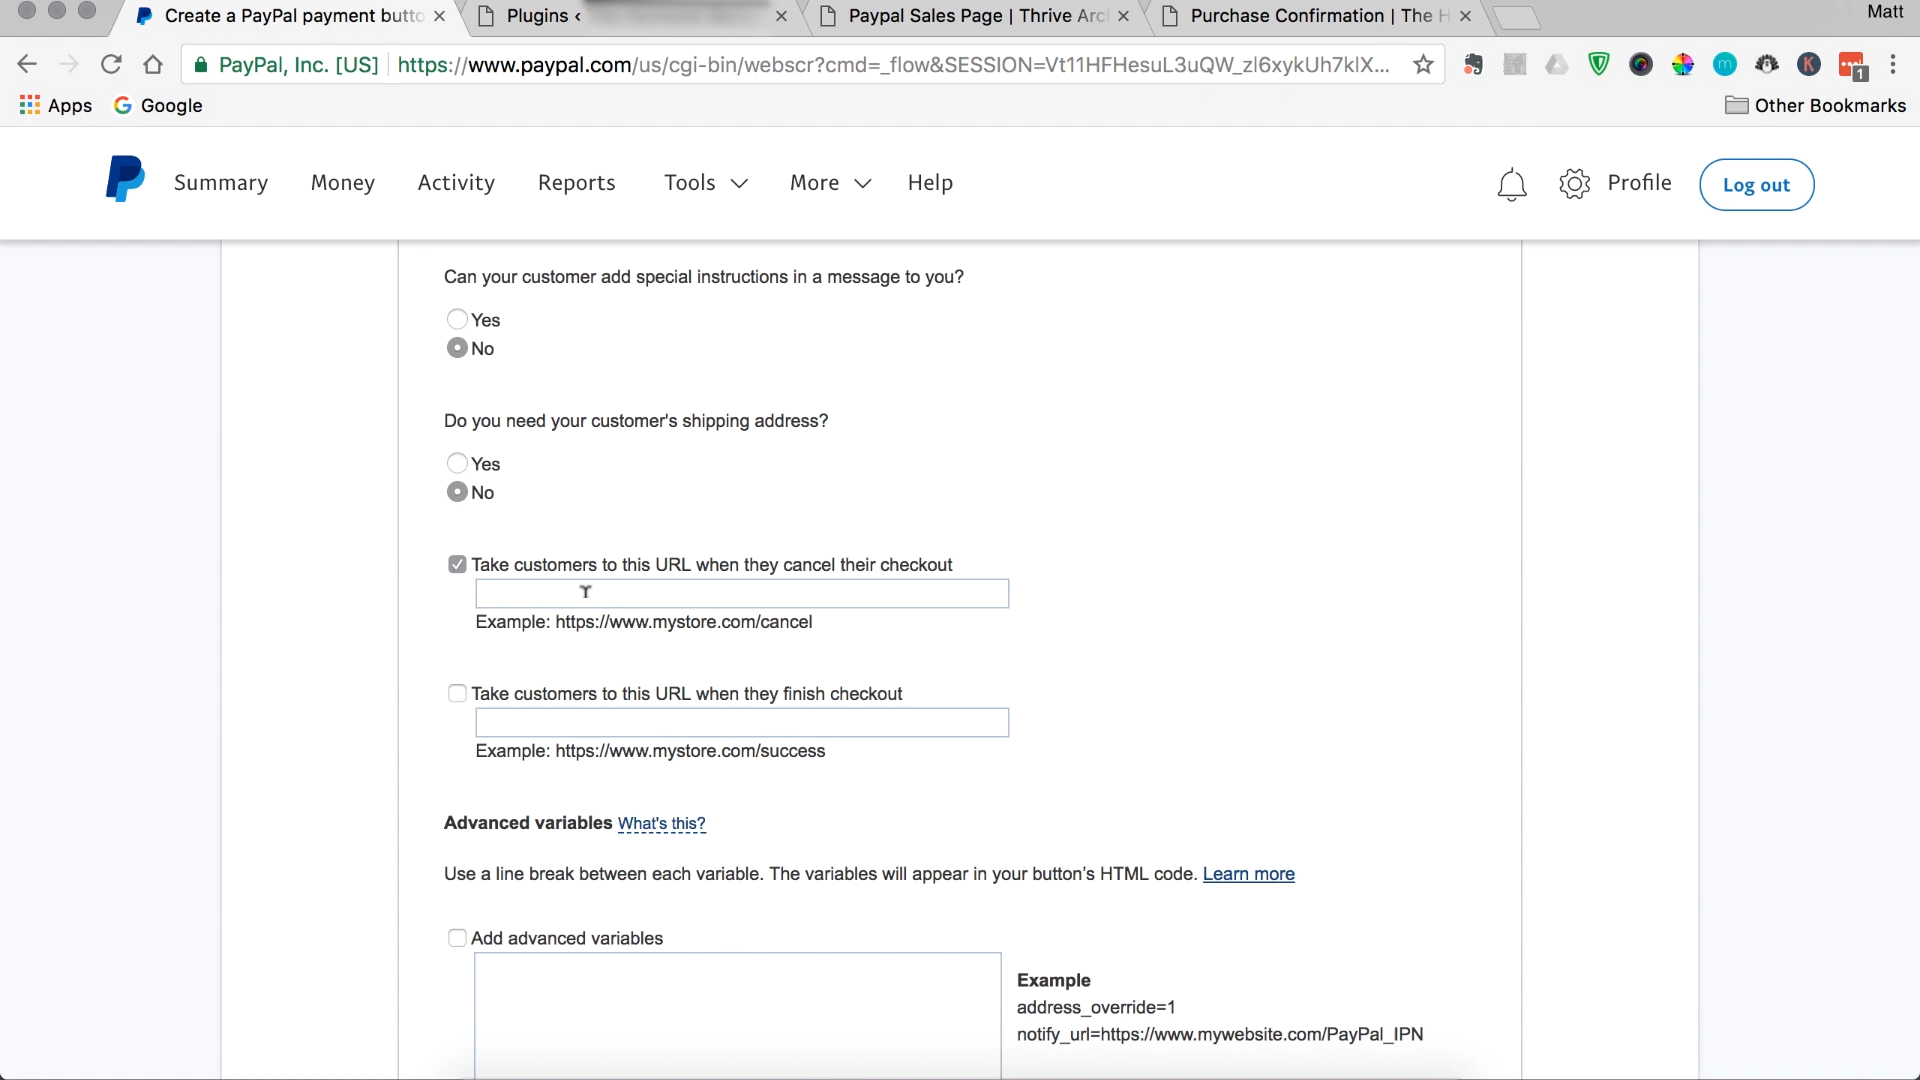 Matt
Create a PayPal payment butto
Plugins ‹
Paypal Sales Page | Thrive Arc
Purchase Confirmation | The H
PayPal, Inc. [US]
https://www.paypal.com/us/cgi-bin/webscr?cmd=_flow&SESSION=Vt11HFHesuL3uQW_zl6xykUh7klX...
1
Apps
Google
Other Bookmarks
Summary
Money
Activity
Reports
Tools
More
Help
Profile
Log out
Can your customer add special instructions in a message to you?
Yes
No
Do you need your customer's shipping address?
Yes
No
Take customers to this URL when they cancel their checkout
Example: https://www.mystore.com/cancel
Take customers to this URL when they finish checkout
Example: https://www.mystore.com/success
Advanced variables What's this?
Use a line break between each variable. The variables will appear in your button's HTML code. Learn more
Add advanced variables
Example
address_override=1
notify_url=https://www.mywebsite.com/PayPal_IPN